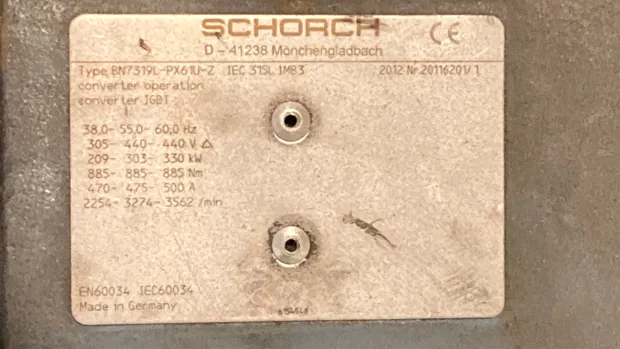 SCHORCH
D - 41238 Mönchengladbach
CE
Type BN7319L-PX61U-Z IEC 315L IMB3 2012 Nr.20116201/1
converter operation
converter IGBT
38,0- 55,0- 60,0 Hz
305- 440- 440 V △
209- 303- 330 kW
885- 885- 885 Nm
470- 475- 500 A
2254- 3274- 3562 /min
EN60034 IEC60034
Made in Germany